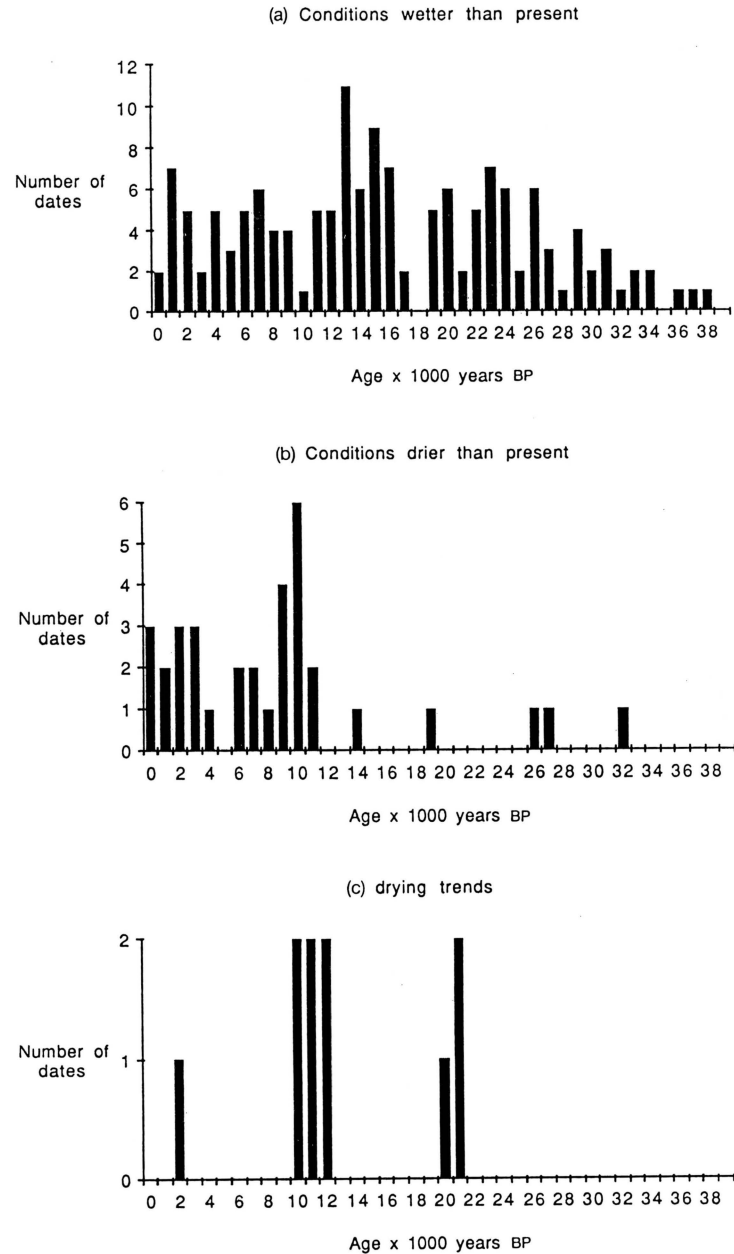 (a) Conditions wetter than present
12
10
8
6
4
2
0
Number of
dates
0 2 4 6 8 10 12 14 16 18 20 22 24 26 28 30 32 34 36 38
Age x 1000 years BP
(b) Conditions drier than present
6
5
4
3
2
1
0
Number of
dates
0 2 4 6 8 10 12 14 16 18 20 22 24 26 28 30 32 34 36 38
Age x 1000 years BP
(c) drying trends
2
1
0
Number of
dates
0 2 4 6 8 10 12 14 16 18 20 22 24 26 28 30 32 34 36 38
Age x 1000 years BP